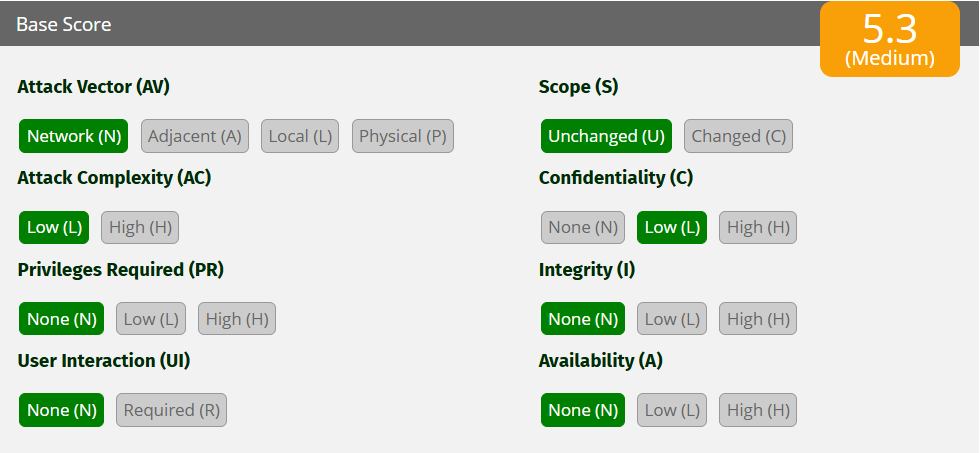 Base Score
5.3
(Medium)
Attack Vector (AV)
Network (N) Adjacent (A) Local (L) Physical (P)
Attack Complexity (AC)
Low (L) High (H)
Privileges Required (PR)
None (N) Low (L) High (H)
User Interaction (UI)
None (N) Required (R)
Scope (S)
Unchanged (U) Changed (C)
Confidentiality (C)
None (N) Low (L) High (H)
Integrity (I)
None (N) Low (L) High (H)
Availability (A)
None (N) Low (L) High (H)